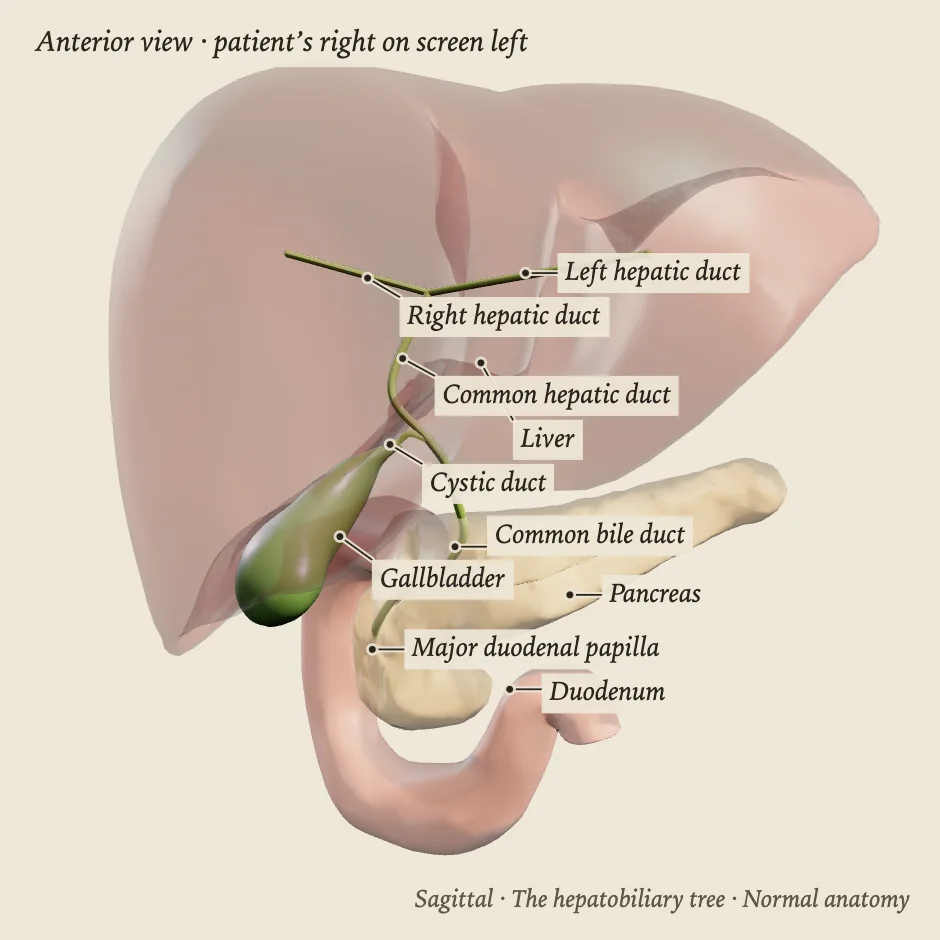 Anterior view · patient’s right on screen left
Left hepatic duct
Right hepatic duct
Common hepatic duct
Liver
Cystic duct
Common bile duct
Gallbladder
Pancreas
Major duodenal papilla
Duodenum
Sagittal · The hepatobiliary tree · Normal anatomy